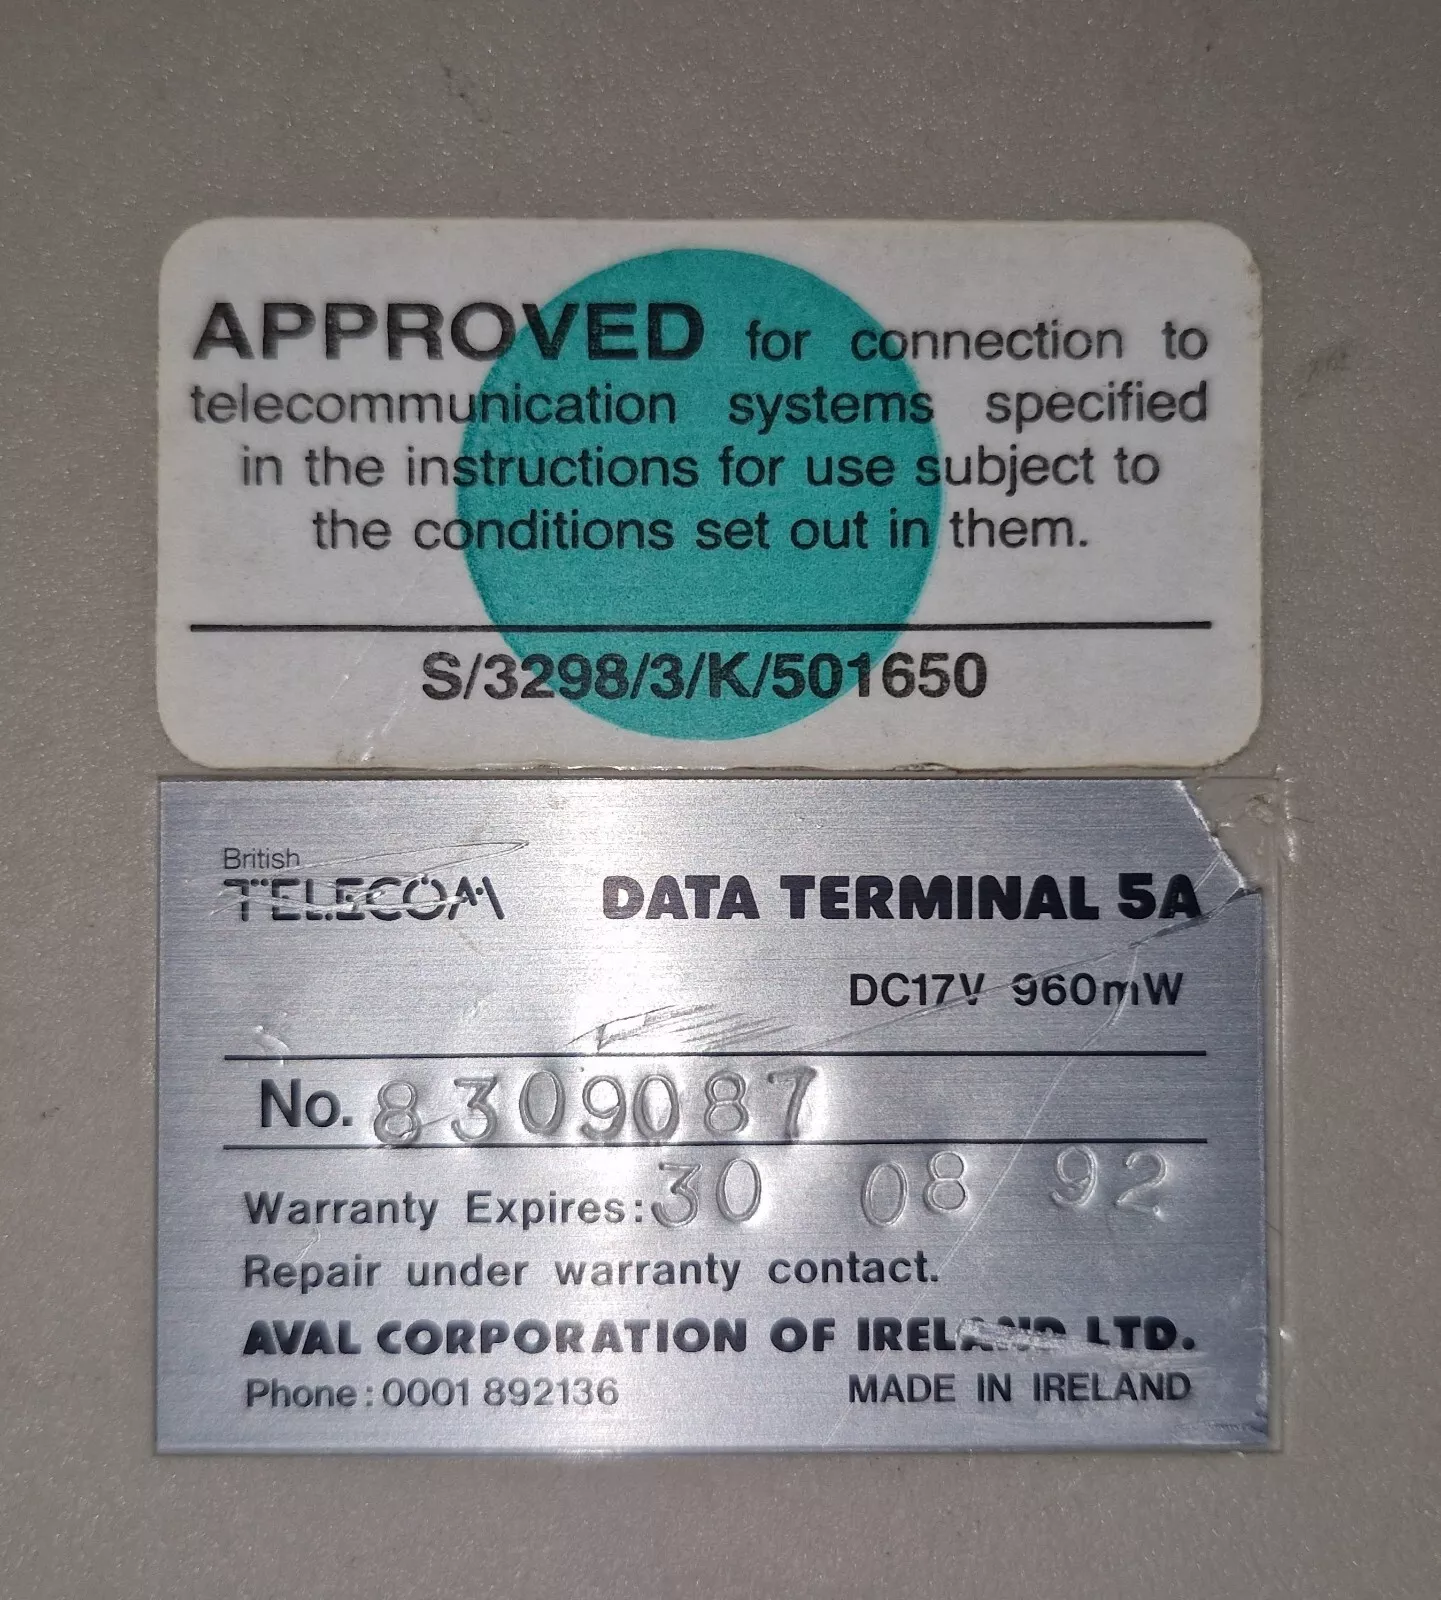 APPROVED for connection to
telecommunication systems specified
in the instructions for use subject to
the conditions set out in them.
S/3298/3/K/501650
British
TELECOM
DATA TERMINAL 5A
DC17V 960mW
No. 8309087
Warranty Expires: 30 08 92
Repair under warranty contact.
AVAL CORPORATION OF IRELAND LTD.
Phone: 0001 892136 MADE IN IRELAND